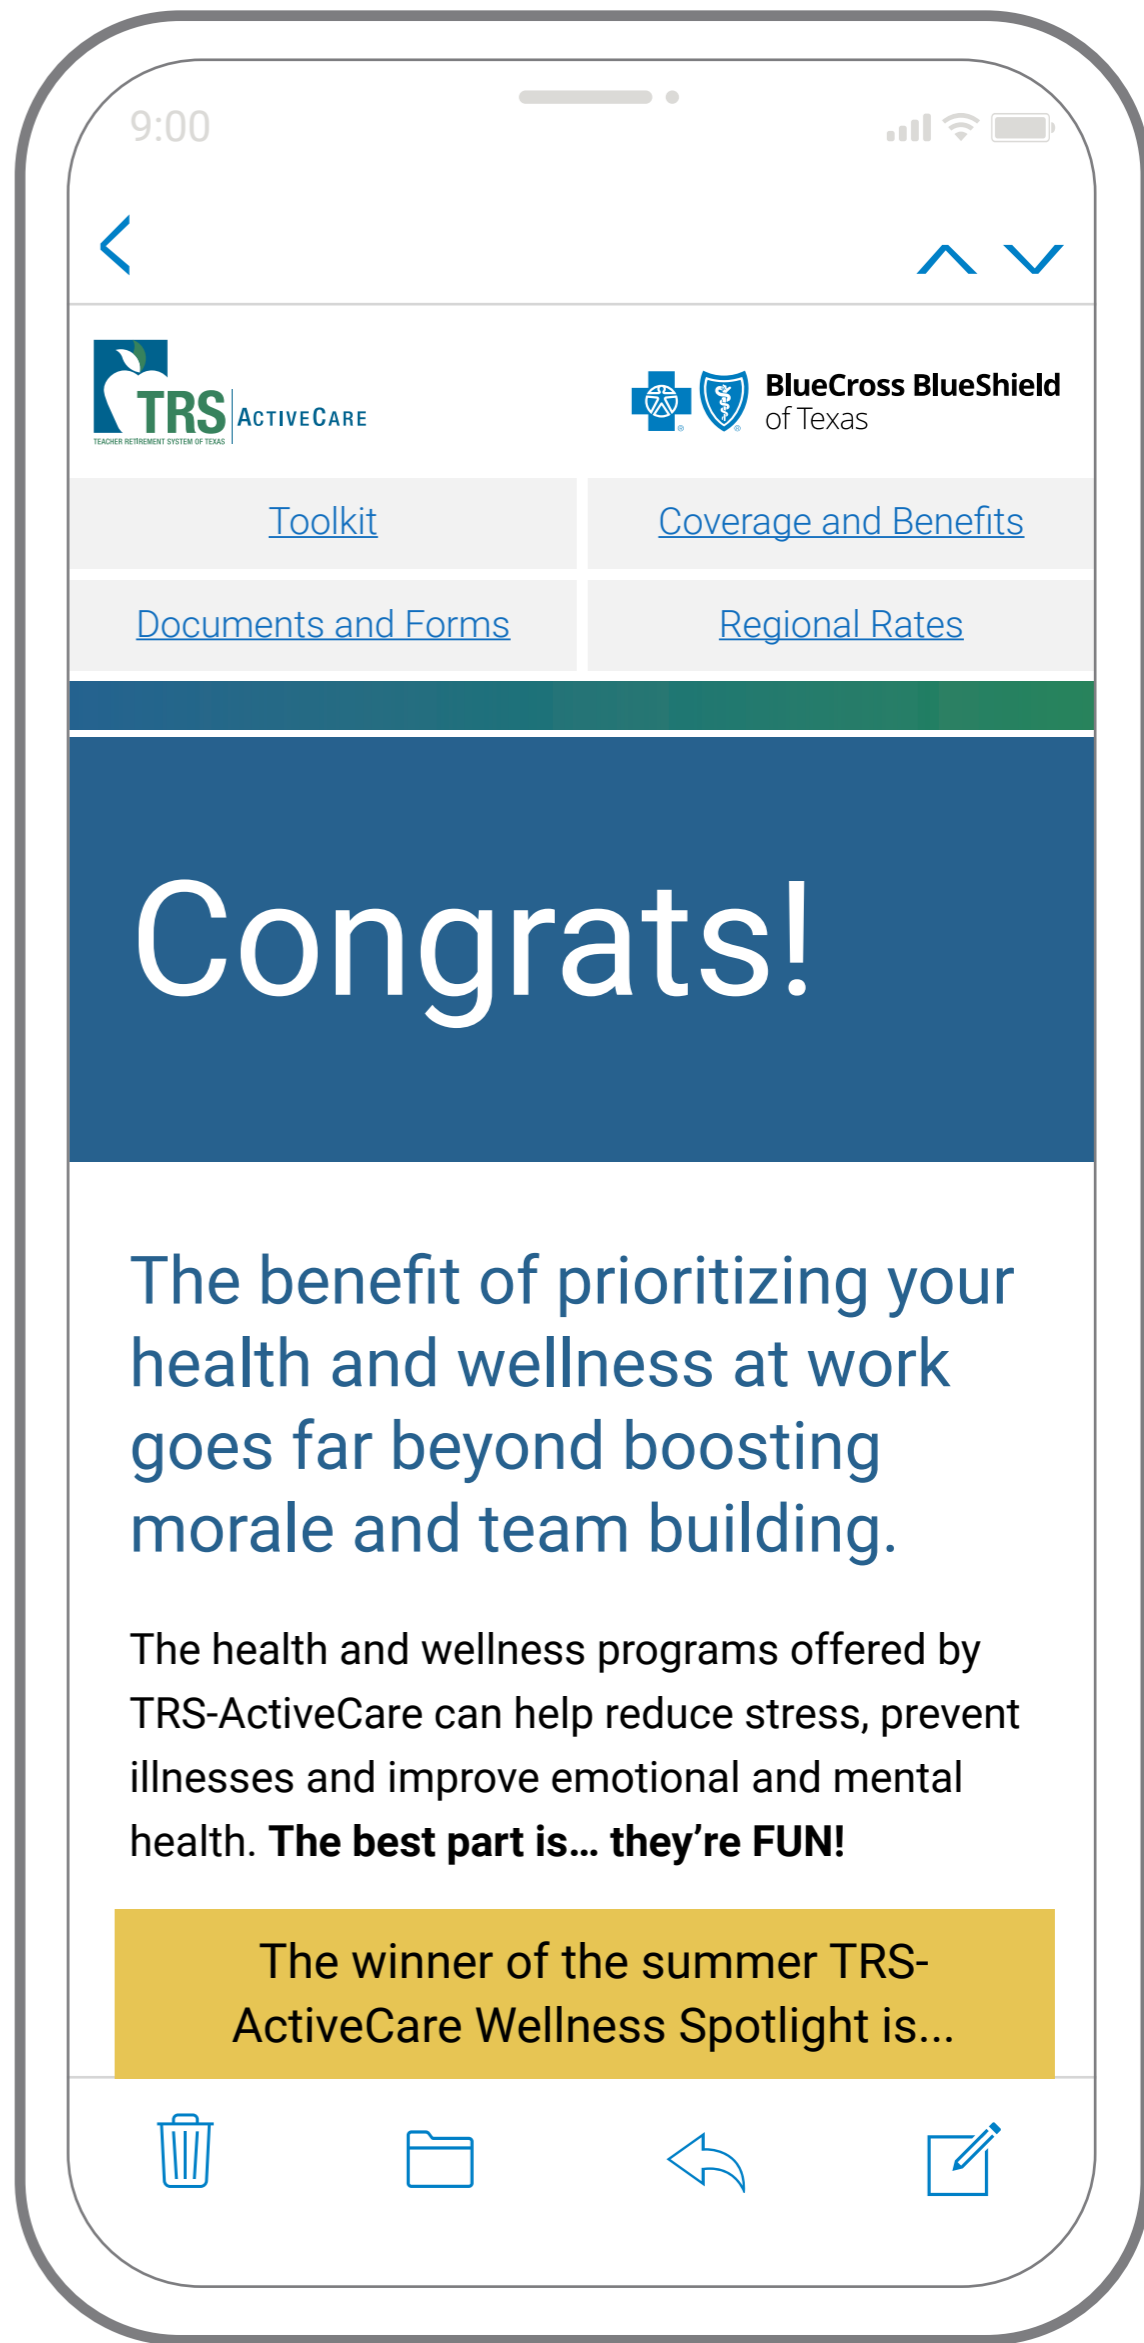 9:00
TRS ACTIVECARE
TEACHER RETIREMENT SYSTEM OF TEXAS
BlueCross BlueShield
of Texas
Toolkit
Coverage and Benefits
Documents and Forms
Regional Rates
Congrats!
The benefit of prioritizing your
health and wellness at work
goes far beyond boosting
morale and team building.
The health and wellness programs offered by
TRS-ActiveCare can help reduce stress, prevent
illnesses and improve emotional and mental
health. The best part is... they're FUN!
The winner of the summer TRS-
ActiveCare Wellness Spotlight is...